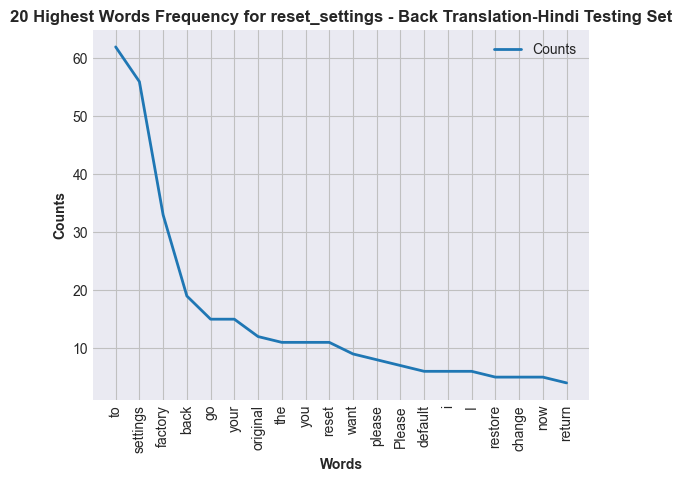 20 Highest Words Frequency for reset_settings - Back Translation-Hindi Testing Set
Counts
60
50
40
30
20
10
Counts
to
settings
factory
back
go
your
original
the
you
reset
want
please
Please
default
i
I
restore
change
now
return
Words